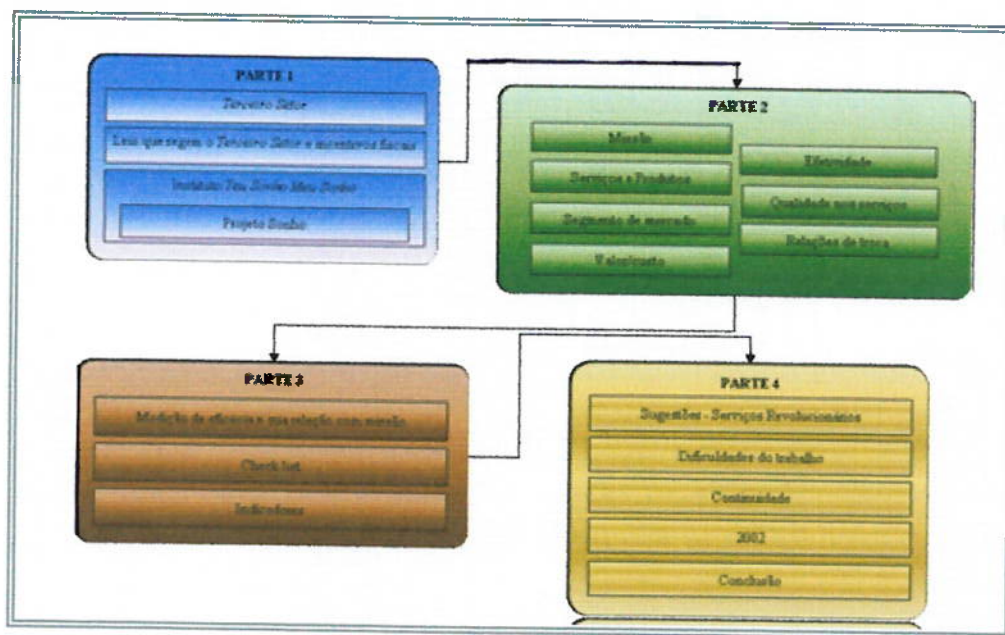 PARTE 1
Terceiro Setor
Leis que regem o Terceiro Setor e incentivos fiscais
Instituto Teu Sonho Meu Sonho
Projeto Sonho
PARTE 2
Missão
Serviços e Produtos
Segmento de mercado
Valor/custo
Efetividade
Qualidade nos serviços
Relações de troca
PARTE 3
Medição da eficácia e sua relação com missão
Check list
Indicadores
PARTE 4
Sugestões - Serviços Revolucionários
Dificuldades do trabalho
Continuidade
2002
Conclusão